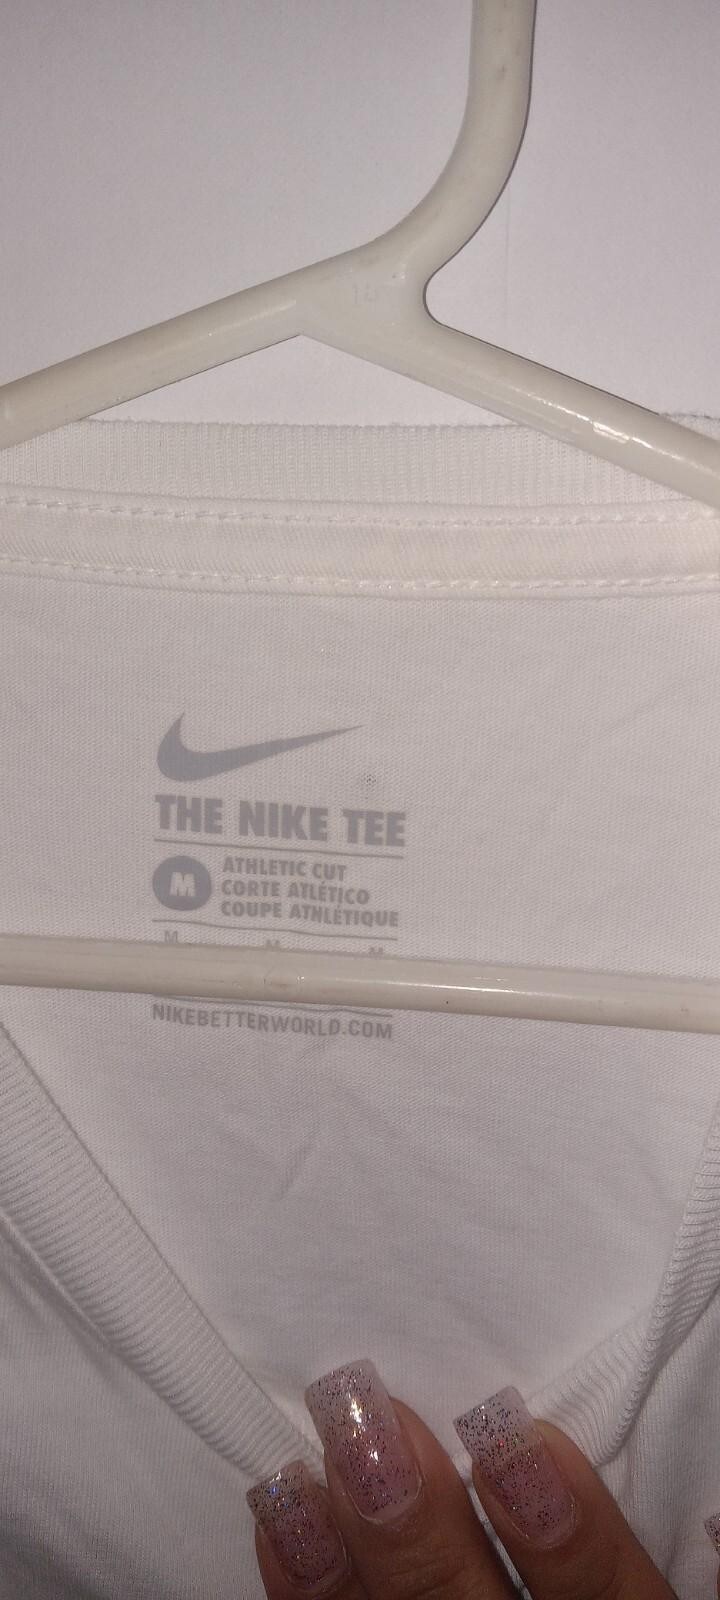 THE NIKE TEE
M
ATHLETIC CUT
CORTE ATLÉTICO
COUPE ATHLÉTIQUE
M M M
NIKEBETTERWORLD.COM